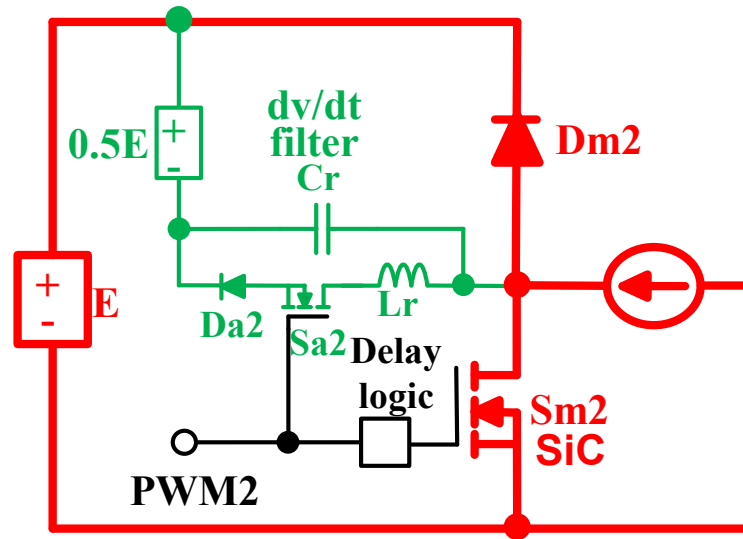 dv/dt
filter
Cr
0.5E
+
-
Dm2
+
-
E
Da2
Sa2
Lr
Delay
logic
Sm2
SiC
PWM2